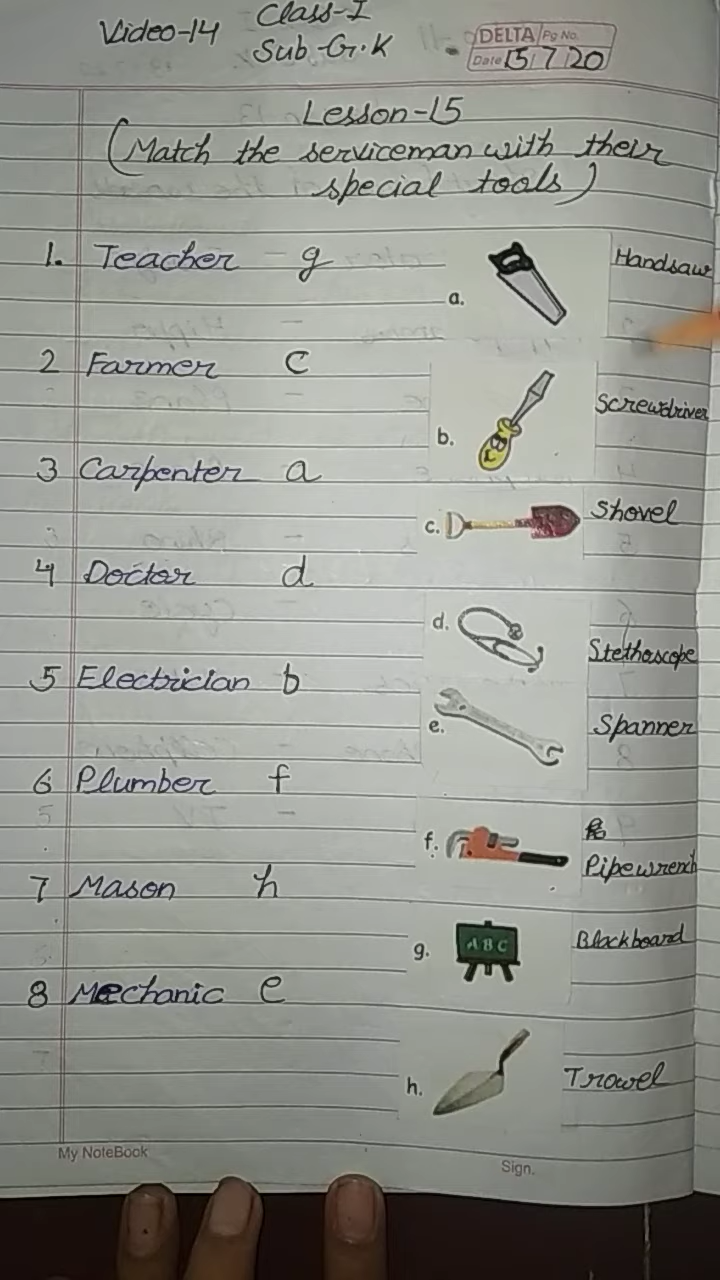 Video-14
Class-I
Sub-G.K
DELTA Pg No.
Date 15/7/20
Lesson-15
(Match the serviceman with their
special tools)
1. Teacher g
a. Handsaw
2 Farmer c
b. Screwdriver
3 Carpenter a
c. Shovel
4 Doctor d
d. Stethoscope
5 Electrician b
e. Spanner
6 Plumber f
f. Pipewrench
7 Mason h
g. ABC Blackboard
8 Mechanic e
h. Trowel
My NoteBook
Sign.